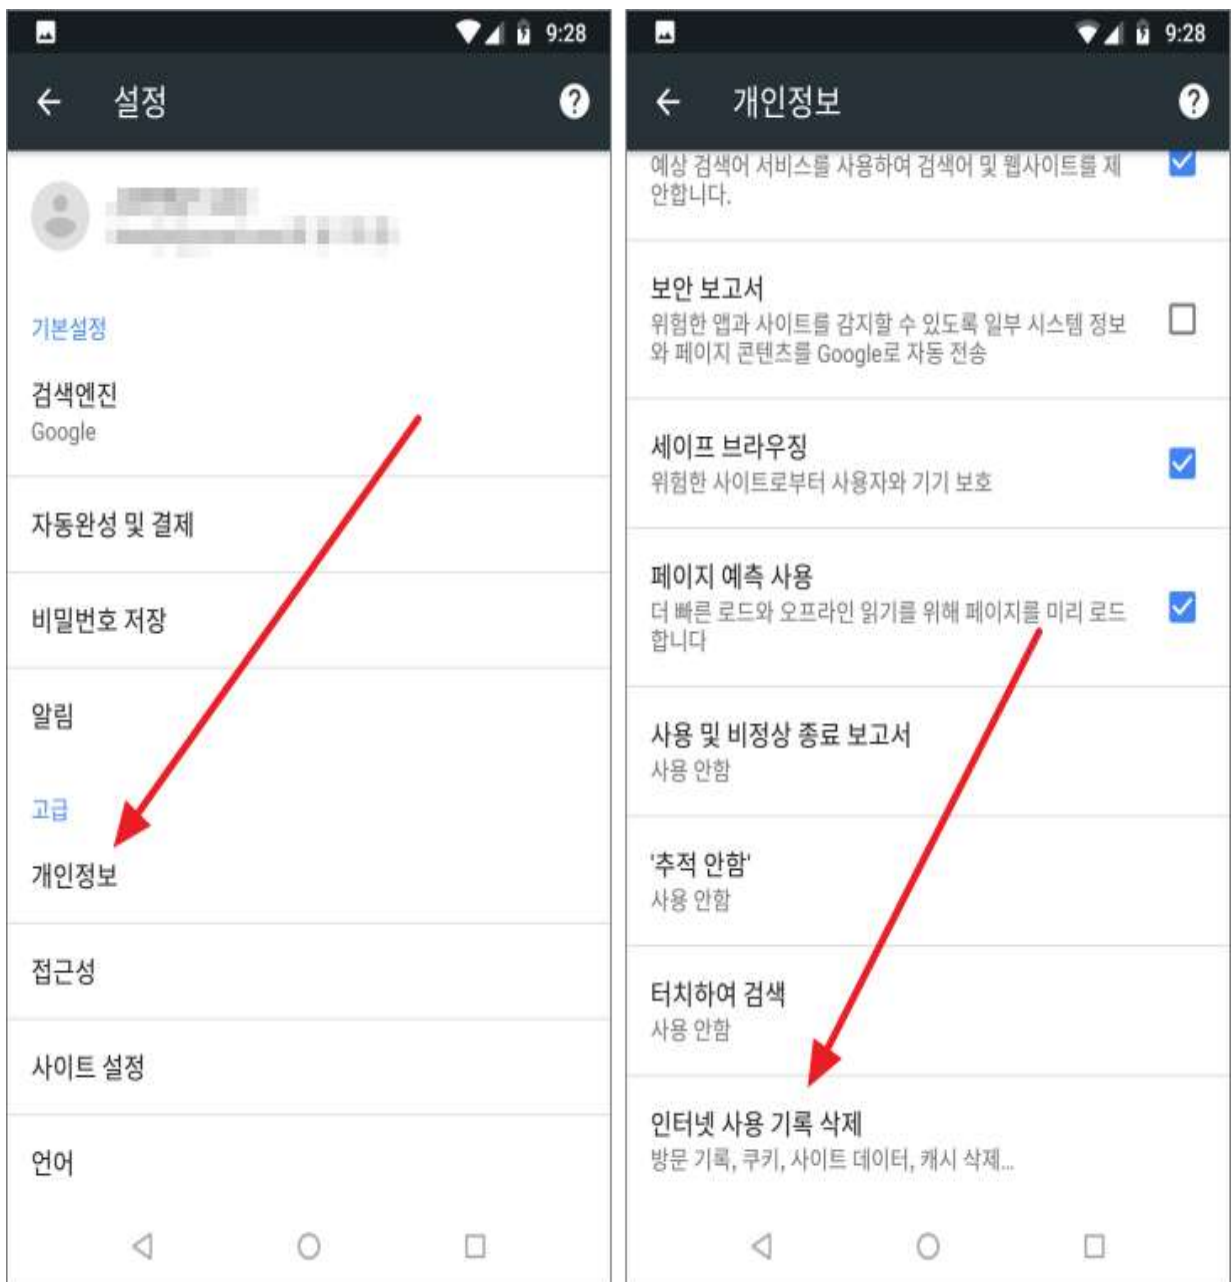 9:28
설정
기본설정
검색엔진
Google
자동완성 및 결제
비밀번호 저장
알림
고급
개인정보
접근성
사이트 설정
언어
9:28
개인정보
예상 검색어 서비스를 사용하여 검색어 및 웹사이트를 제
안합니다.
보안 보고서
위험한 앱과 사이트를 감지할 수 있도록 일부 시스템 정보
와 페이지 콘텐츠를 Google로 자동 전송
세이프 브라우징
위험한 사이트로부터 사용자와 기기 보호
페이지 예측 사용
더 빠른 로드와 오프라인 읽기를 위해 페이지를 미리 로드
합니다
사용 및 비정상 종료 보고서
사용 안함
'추적 안함'
사용 안함
터치하여 검색
사용 안함
인터넷 사용 기록 삭제
방문 기록, 쿠키, 사이트 데이터, 캐시 삭제...